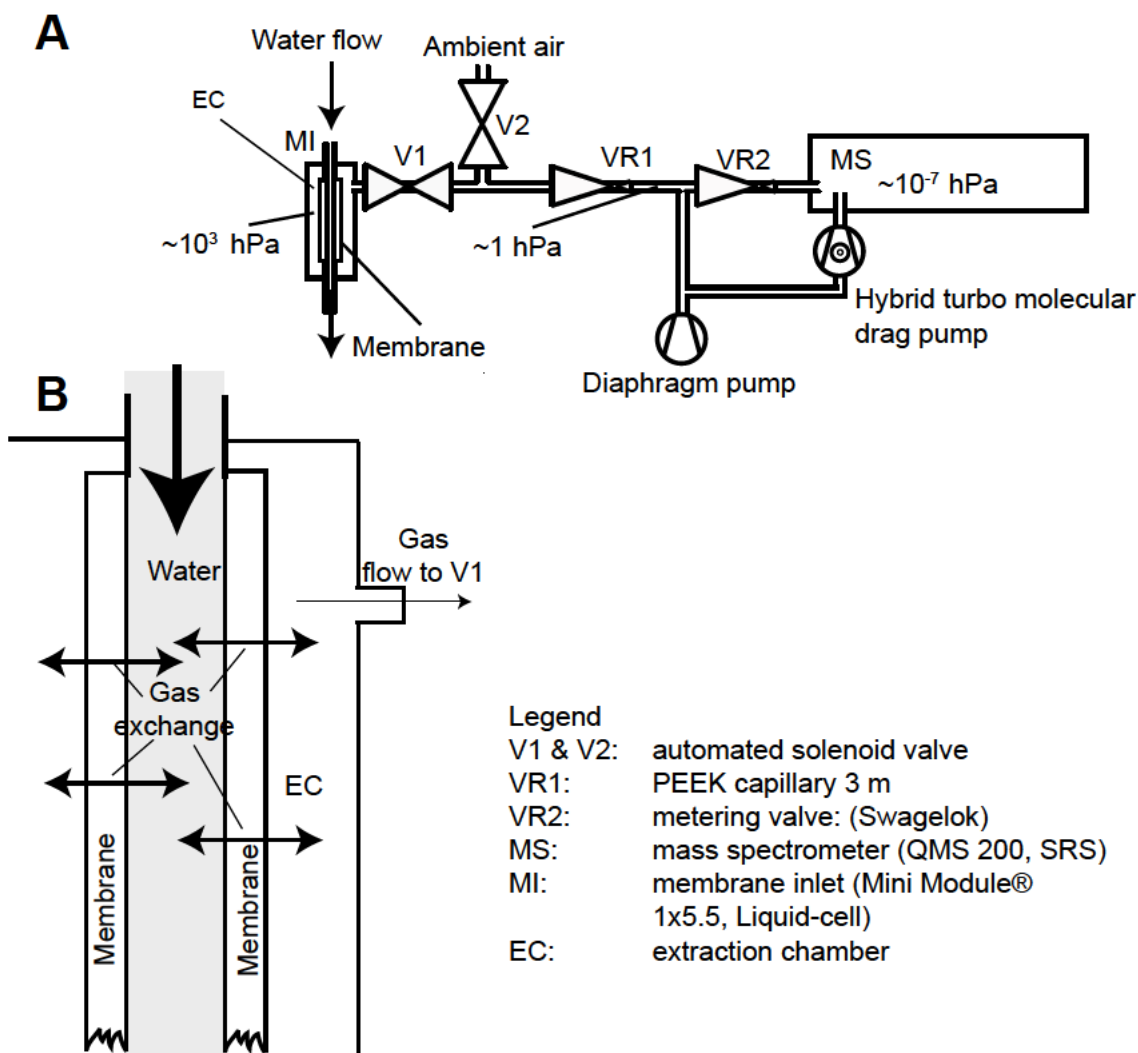 A
Water flow
Ambient air
EC
MI
V1
V2
VR1
VR2
MS
~10⁻⁷ hPa
~10³ hPa
~1 hPa
Membrane
Hybrid turbo molecular
drag pump
Diaphragm pump
B
Water
Gas
flow to V1
Gas
exchange
EC
Membrane
Membrane
Legend
V1 & V2: automated solenoid valve
VR1: PEEK capillary 3 m
VR2: metering valve: (Swagelok)
MS: mass spectrometer (QMS 200, SRS)
MI: membrane inlet (Mini Module®
1x5.5, Liquid-cell)
EC: extraction chamber